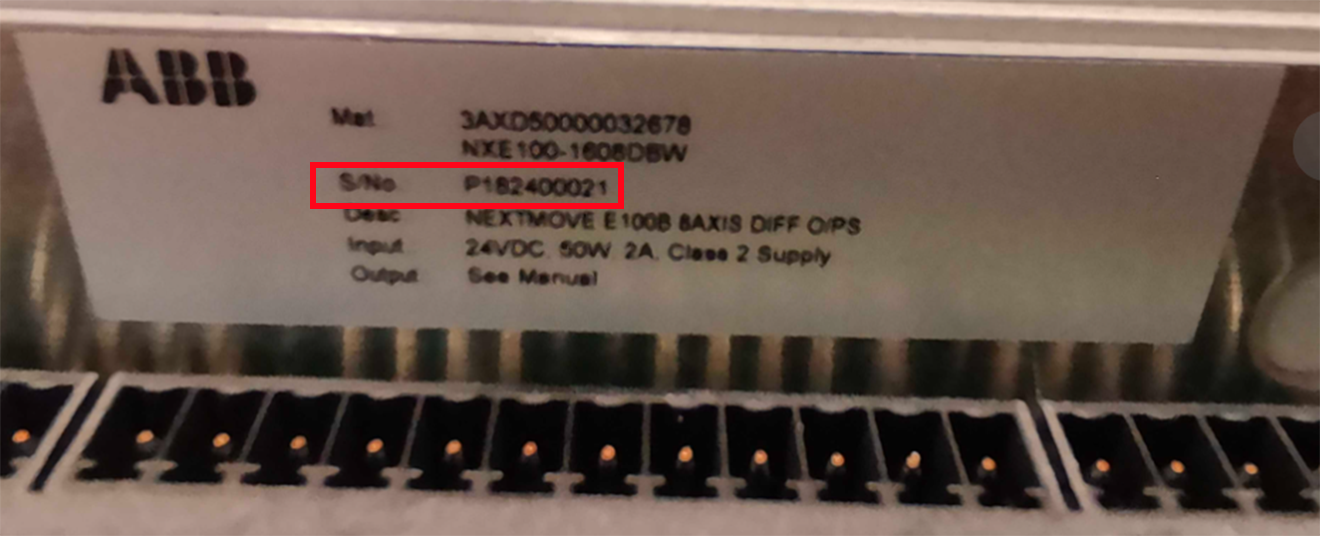 ABB
Mat. 3AXD50000032678
NXE100-1608DBW
S/No. P182400021
Desc NEXTMOVE E100B 8AXIS DIFF O/PS
Input 24VDC, 50W, 2A, Class 2 Supply
Output See Manual